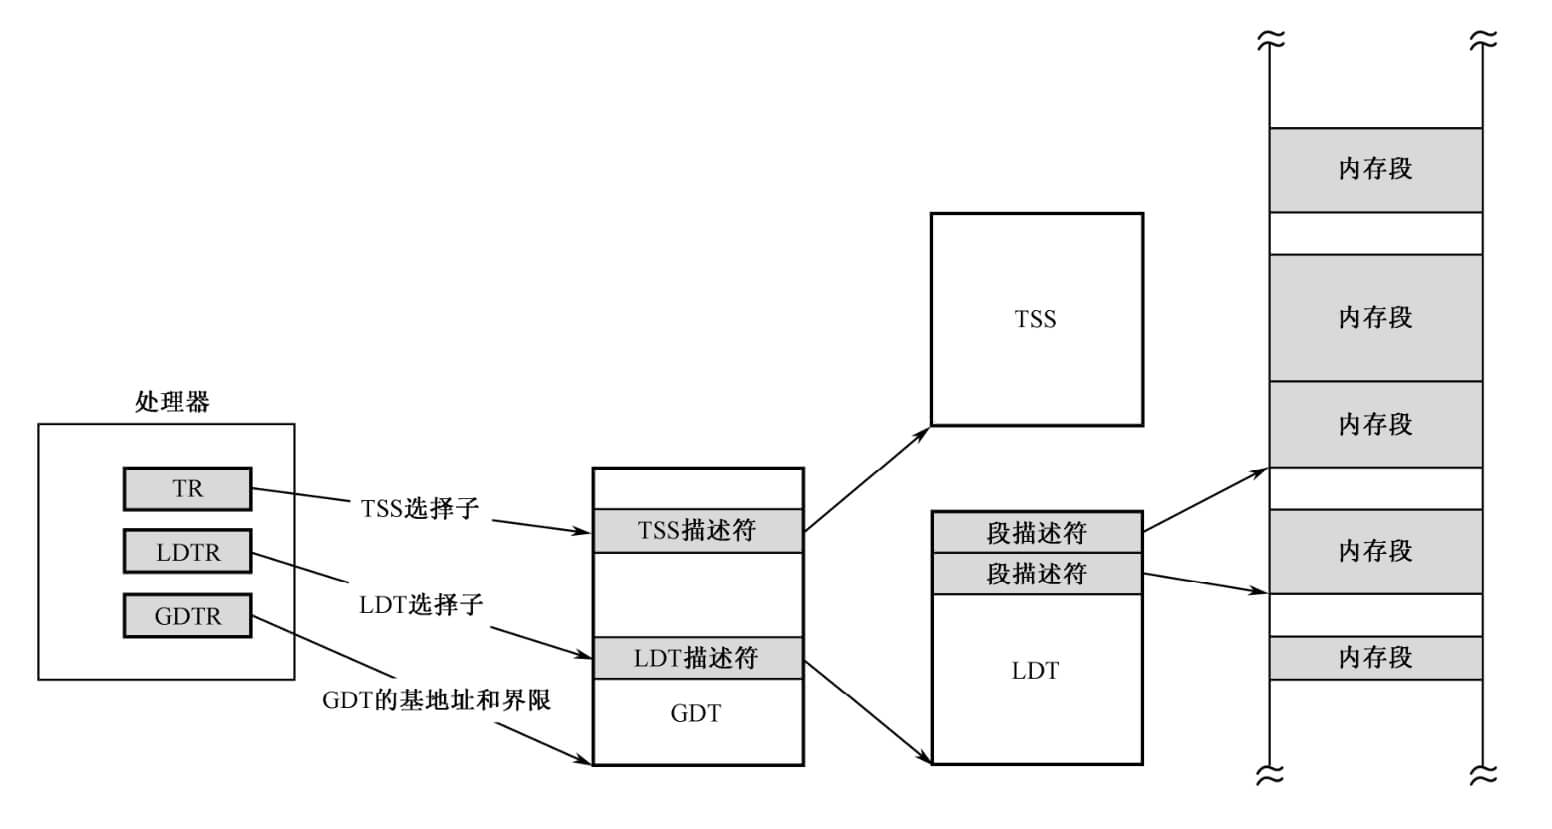 处理器
TR
LDTR
GDTR
TSS选择子
LDT选择子
GDT的基地址和界限
TSS描述符
LDT描述符
GDT
TSS
段描述符
段描述符
LDT
内存段
内存段
内存段
内存段
内存段